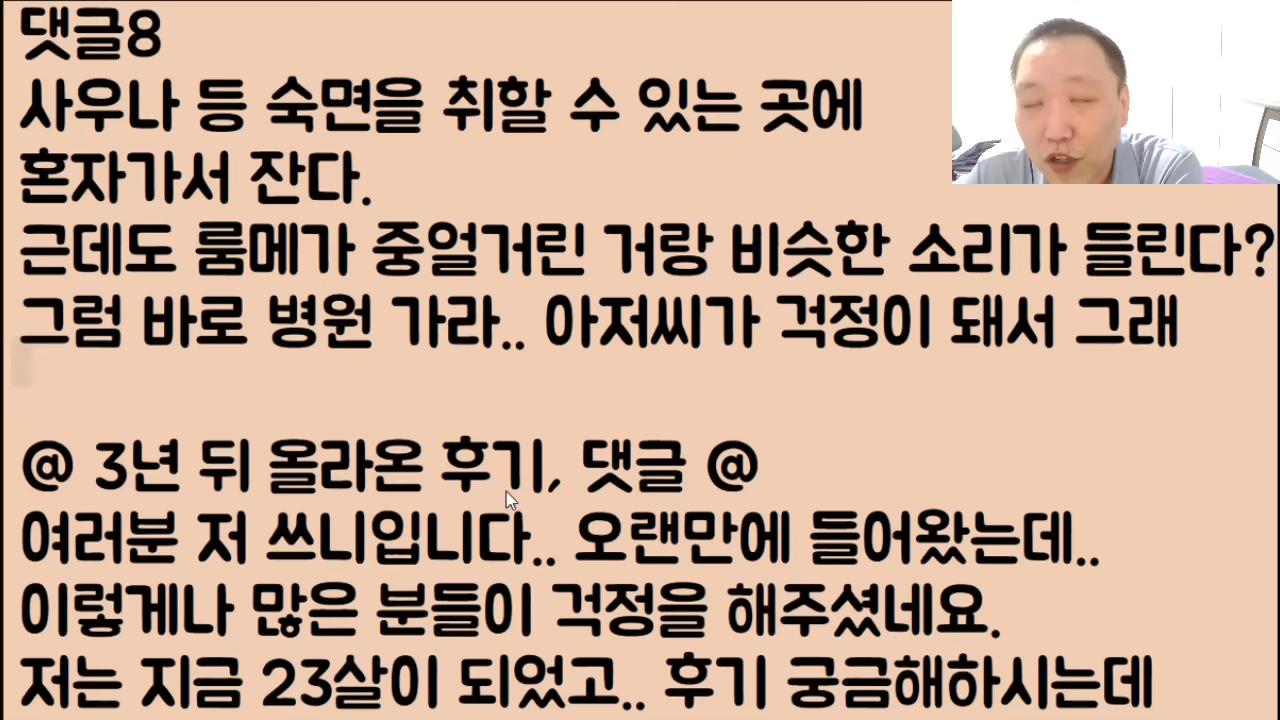 댓글8
사우나 등 숙면을 취할 수 있는 곳에
혼자가서 잔다.
근데도 룸메가 중얼거린 거랑 비슷한 소리가 들린다?
그럼 바로 병원 가라.. 아저씨가 걱정이 돼서 그래
@ 3년 뒤 올라온 후기, 댓글 @
여러분 저 쓰니입니다.. 오랜만에 들어왔는데..
이렇게나 많은 분들이 걱정을 해주셨네요.
저는 지금 23살이 되었고.. 후기 궁금해하시는데